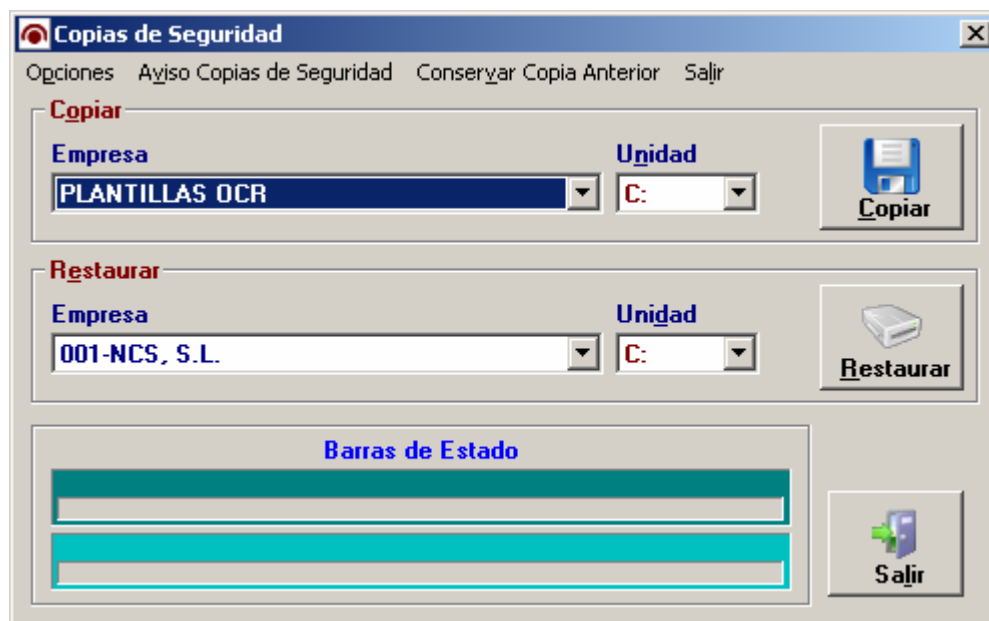 Copias de Seguridad
Opciones Aviso Copias de Seguridad Conservar Copia Anterior Salir
Copiar
Empresa Unidad
PLANTILLAS OCR C:
Copiar
Restaurar
Empresa Unidad
001-NCS, S.L. C:
Restaurar
Barras de Estado
Salir